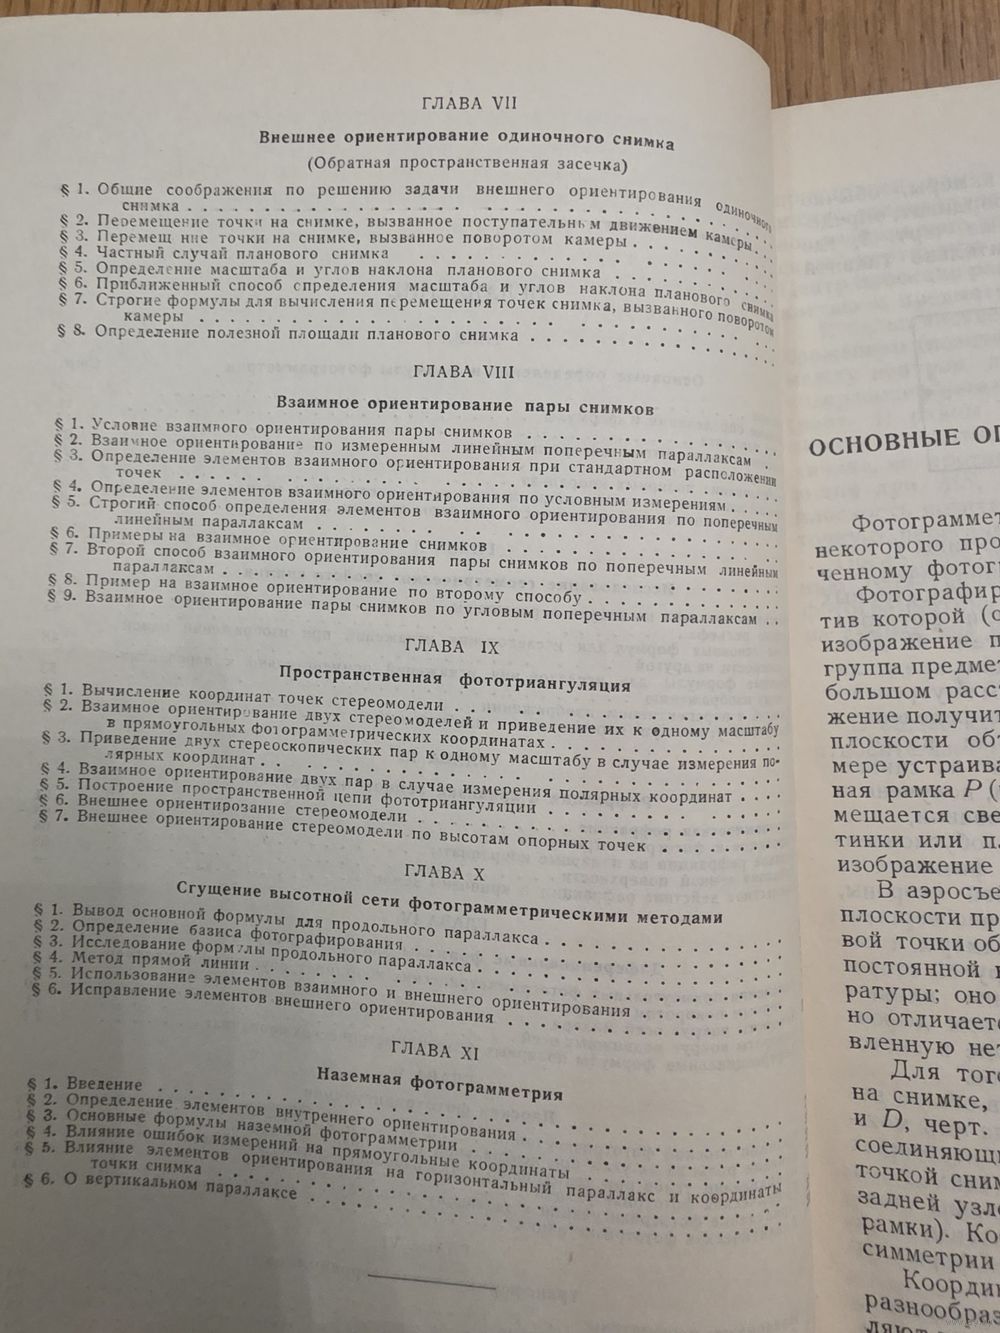 ГЛАВА VII
Внешнее ориентирование одиночного снимка
(Обратная пространственная засечка)
§ 1. Общие соображения по решению задачи внешнего ориентирования одиночного
снимка
§ 2. Перемещение точки на снимке, вызванное поступательным движением камеры
§ 3. Перемещ ние точки на снимке, вызванное поворотом камеры
§ 4. Частный случай планового снимка
§ 5. Определение масштаба и углов наклона планового снимка
§ 6. Приближенный способ определения масштаба и углов наклона планового снимка
§ 7. Строгие формулы для вычисления перемещения точек снимка, вызванного поворотом
камеры
§ 8. Определение полезной площади планового снимка
ГЛАВА VIII
Взаимное ориентирование пары снимков
§ 1. Условие взаимного ориентирования пары снимков
§ 2. Взаимное ориентирование по измеренным линейным поперечным параллаксам
§ 3. Определение элементов взаимного ориентирования при стандартном расположении
точек
§ 4. Определение элементов взаимного ориентирования по условным измерениям
§ 5. Строгий способ определения элементов взаимного ориентирования по поперечным
линейным параллаксам
§ 6. Примеры на взаимное ориентирование снимков
§ 7. Второй способ взаимного ориентирования пары снимков по поперечным линейным
параллаксам
§ 8. Пример на взаимное ориентирование по второму способу
§ 9. Взаимное ориентирование пары снимков по угловым поперечным параллаксам
ГЛАВА IX
Пространственная фототриангуляция
§ 1. Вычисление координат точек стереомодели
§ 2. Взаимное ориентирование двух стереомоделей и приведение их к одному масштабу
в прямоугольных фотограмметрических координатах
§ 3. Приведение двух стереоскопических пар к одному масштабу в случае измерения по-
лярных координат
§ 4. Взаимное ориентирование двух пар в случае измерения полярных координат
§ 5. Построение пространственной цепи фототриангуляции
§ 6. Внешнее ориентирование стереомодели
§ 7. Внешнее ориентирование стереомодели по высотам опорных точек
ГЛАВА X
Сгущение высотной сети фотограмметрическими методами
§ 1. Вывод основной формулы для продольного параллакса
§ 2. Определение базиса фотографирования
§ 3. Исследование формулы продольного параллакса
§ 4. Метод прямой линии
§ 5. Использование элементов взаимного и внешнего ориентирования
§ 6. Исправление элементов внешнего ориентирования
ГЛАВА XI
Наземная фотограмметрия
§ 1. Введение
§ 2. Определение элементов внутреннего ориентирования
§ 3. Основные формулы наземной фотограмметрии
§ 4. Влияние ошибок измерений на прямоугольные координаты
§ 5. Влияние элементов ориентирования на горизонтальный параллакс и координаты
точки снимка
§ 6. О вертикальном параллаксе
ОСНОВНЫЕ
Фотограммет
некоторого про
ченному фотог
Фотографир
тив которой (о
изображение п
группа предмет
большом расст
жение получит
плоскости об
мере устраива
ная рамка P (
мещается све
тинки или пл
изображение
В аэросъе
плоскости пр
вой точки об
постоянной
ратуры; оно
но отличает
вленную не
Для того
на снимке,
и D, черт.
соединяющ
точкой сним
задней узл
рамки). Ко
симметрии
Координ
разнообраз
ляют